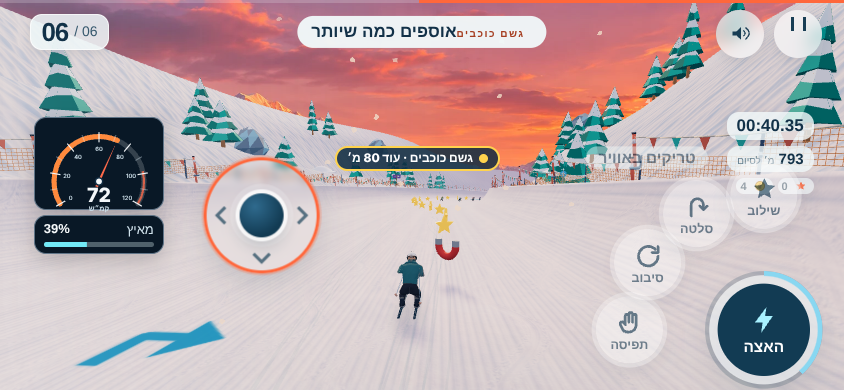 06 / 06
גשם כוכבים אוספים כמה שיותר
גשם כוכבים · עוד 80 מ׳
00:40.35
793 מ׳ לסיום
4 0
טריקים באוויר
שילוב
סלטה
סיבוב
תפיסה
האצה
0 20 40 60 80 100 120
72
קמ״ש
מאיץ 39%